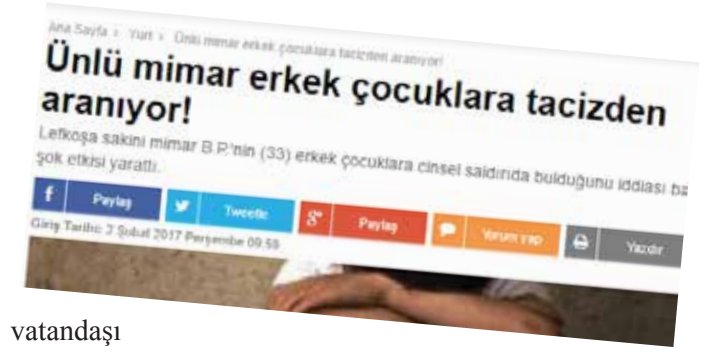 Ana Sayfa > Yurt > Ünlü mimar erkek çocuklara tacizden aranıyor!
Ünlü mimar erkek çocuklara tacizden
aranıyor!
Lefkoşa sakini mimar B.P.'nin (33) erkek çocuklara cinsel saldırıda bulduğunu iddiası ba
şok etkisi yarattı.
f Paylaş Tweetle g+ Paylaş Yorum yap Yazdır
Giriş Tarihi: 2 Şubat 2017 Perşembe 09:58
vatandaşı